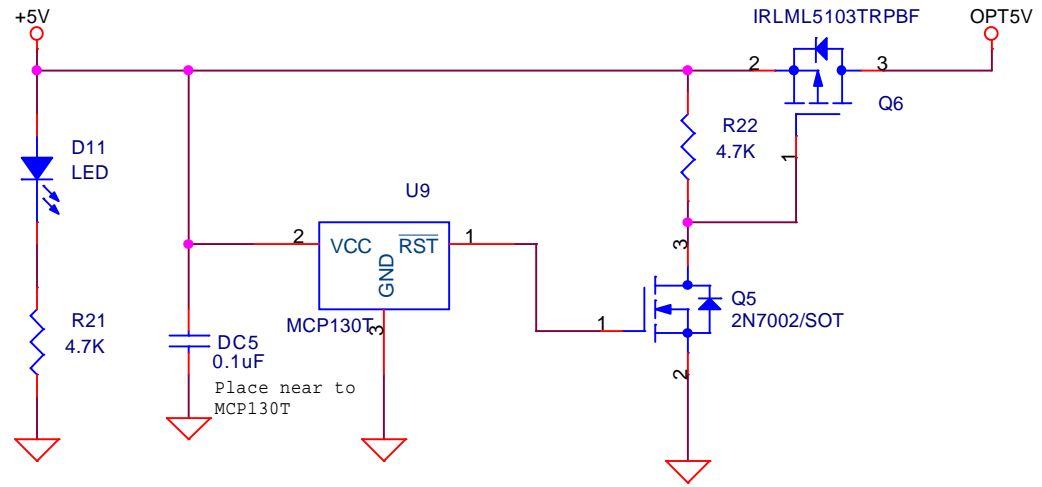 +5V
IRLML5103TRPBF
OPT5V
2
3
Q6
D11
LED
R22
4.7K
1
U9
2
VCC
RST
1
GND
3
MCP130T
3
Q5
2N7002/SOT
1
2
R21
4.7K
DC5
0.1uF
Place near to
MCP130T